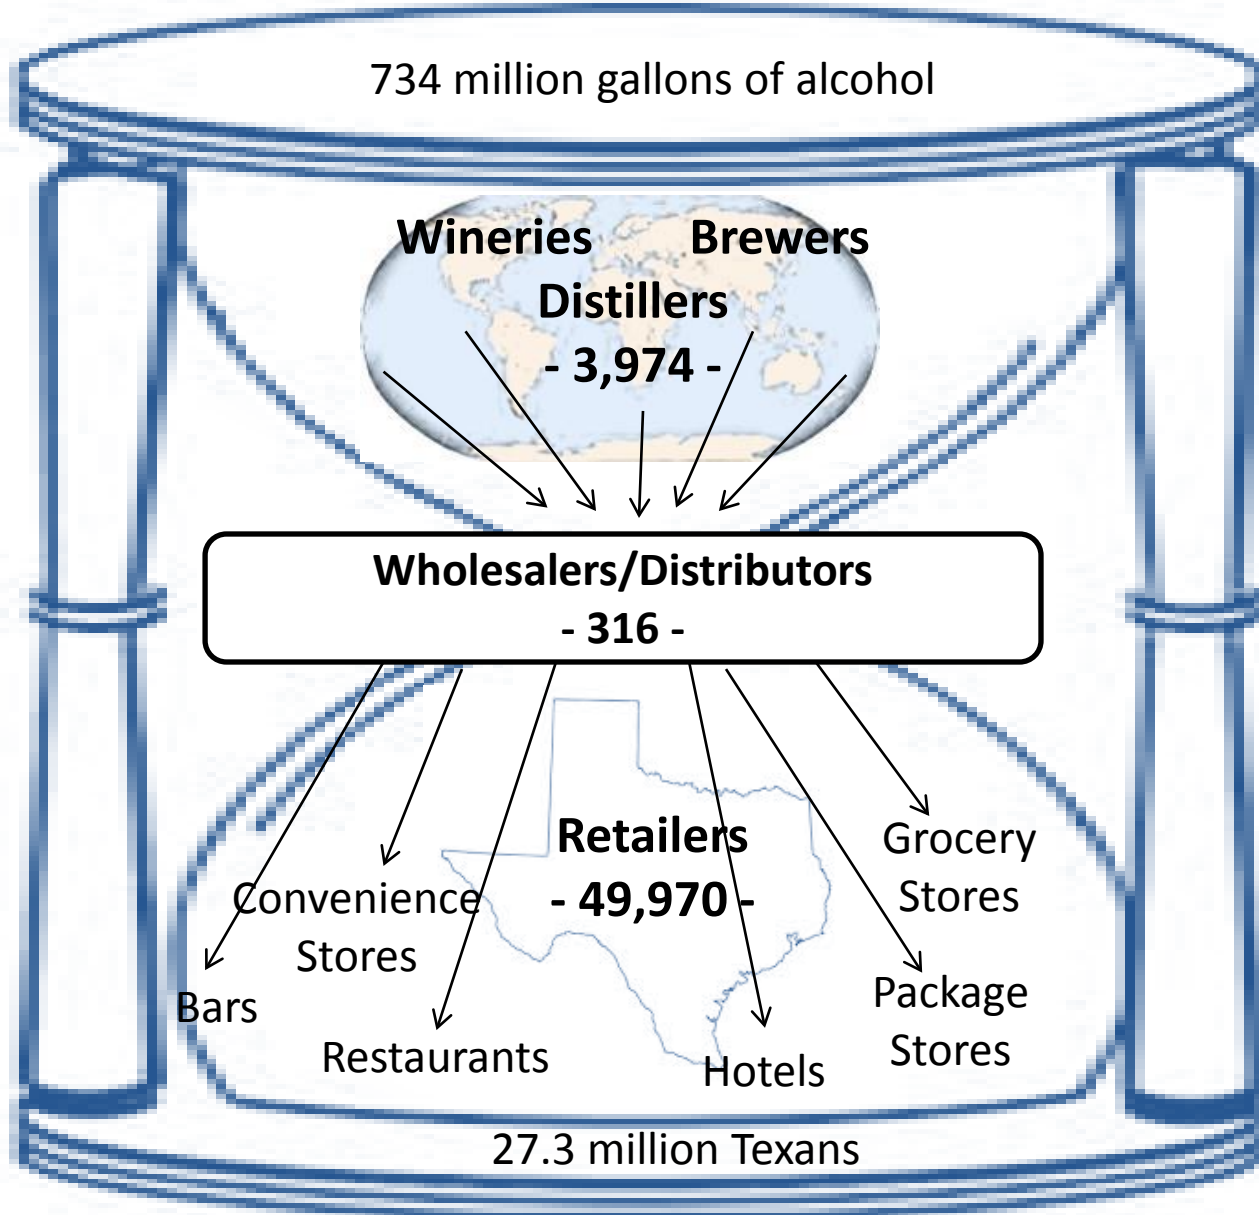 734 million gallons of alcohol
Wineries Brewers
Distillers
- 3,974 -
Wholesalers/Distributors
- 316 -
Retailers
- 49,970 -
Grocery
Stores
Convenience
Stores
Bars
Package
Stores
Restaurants
Hotels
27.3 million Texans